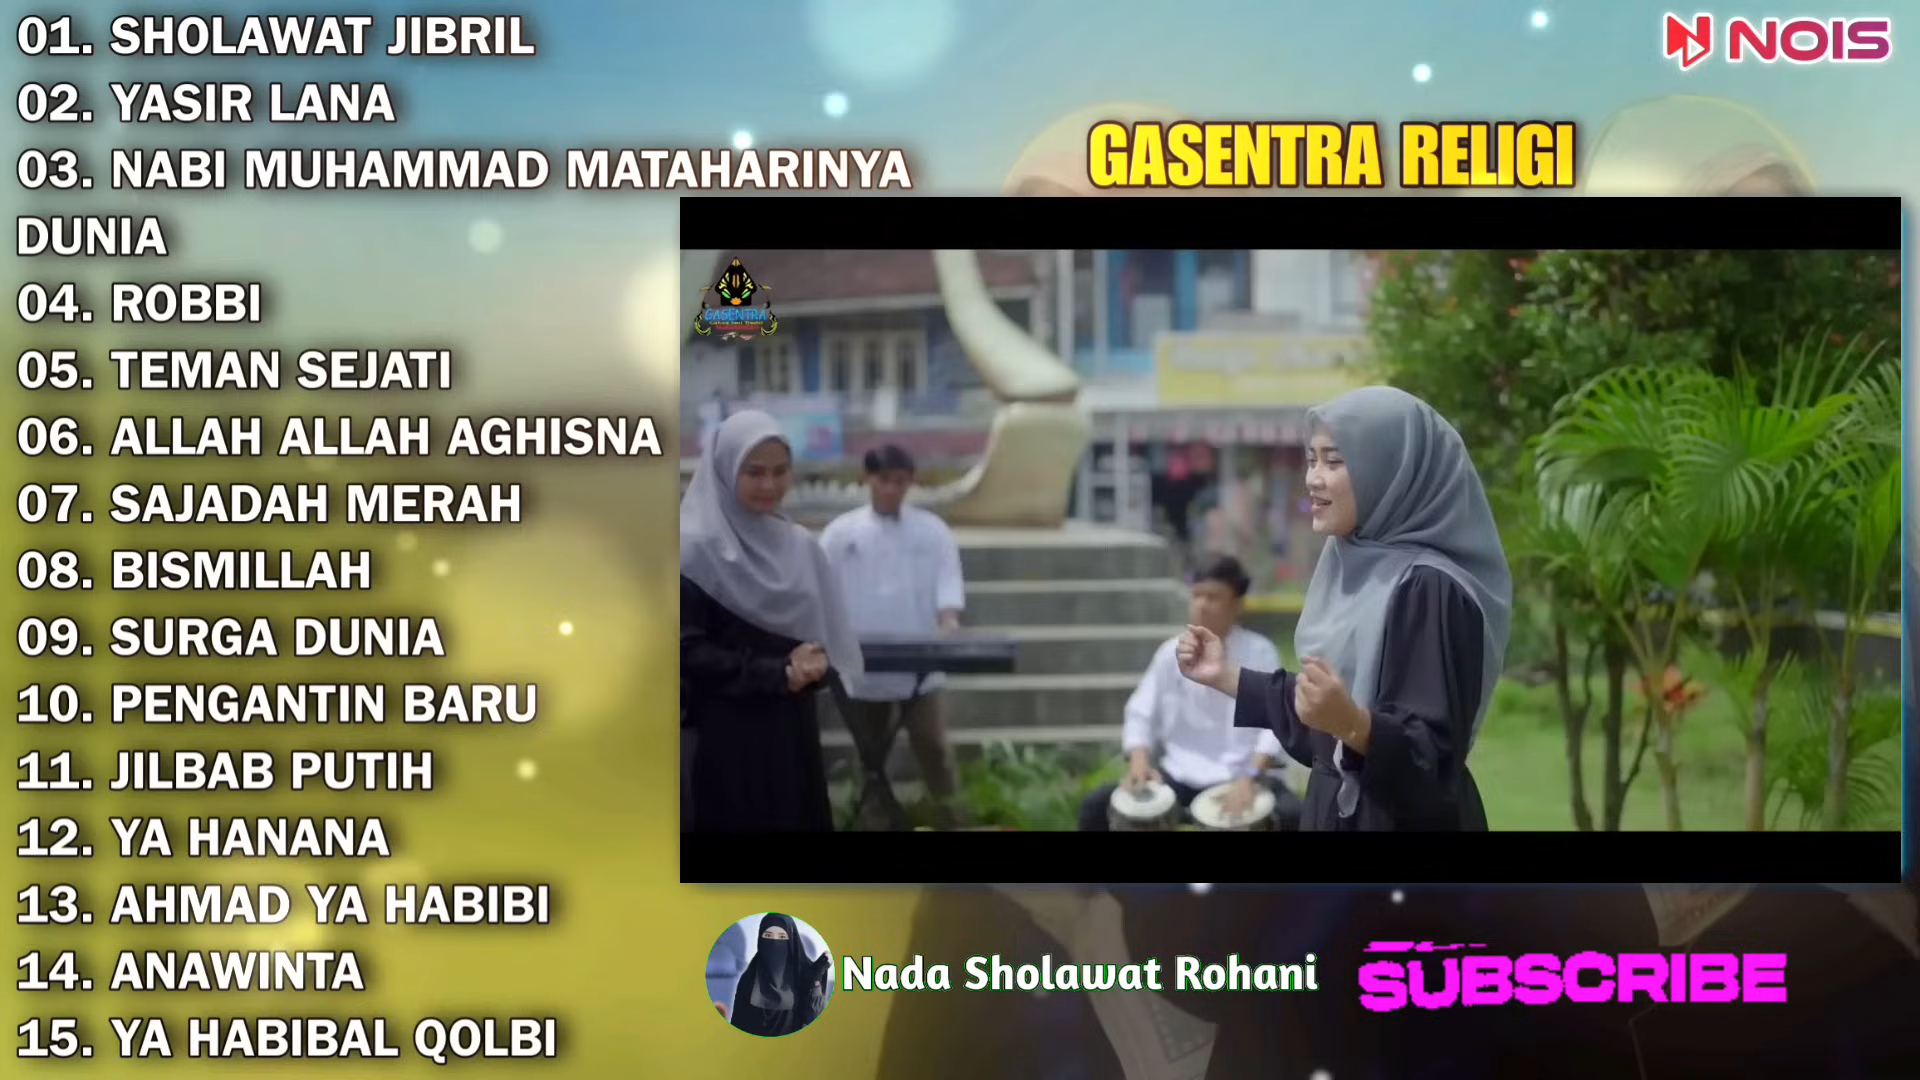 01. SHOLAWAT JIBRIL
02. YASIR LANA
03. NABI MUHAMMAD MATAHARINYA
DUNIA
04. ROBBI
05. TEMAN SEJATI
06. ALLAH ALLAH AGHISNA
07. SAJADAH MERAH
08. BISMILLAH
09. SURGA DUNIA
10. PENGANTIN BARU
11. JILBAB PUTIH
12. YA HANANA
13. AHMAD YA HABIBI
14. ANAWINTA
15. YA HABIBAL QOLBI
NOIS
GASENTRA RELIGI
GASENTRA
Nada Sholawat Rohani
SUBSCRIBE